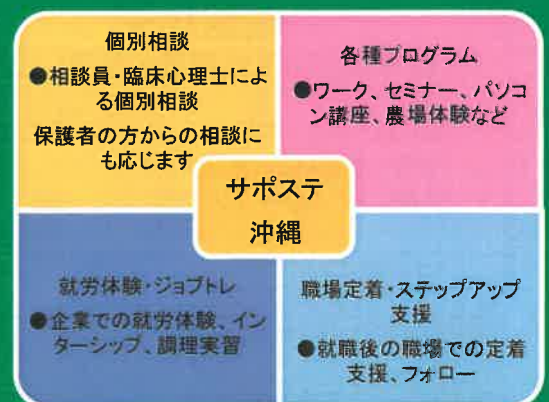 個別相談
●相談員・臨床心理士によ
る個別相談
保護者の方からの相談に
も応じます
各種プログラム
●ワーク、セミナー、パソコ
ン講座、農場体験など
サポステ
沖縄
就労体験・ジョブトレ
●企業での就労体験、イン
ターシップ、調理実習
職場定着・ステップアップ
支援
●就職後の職場での定着
支援、フォロー